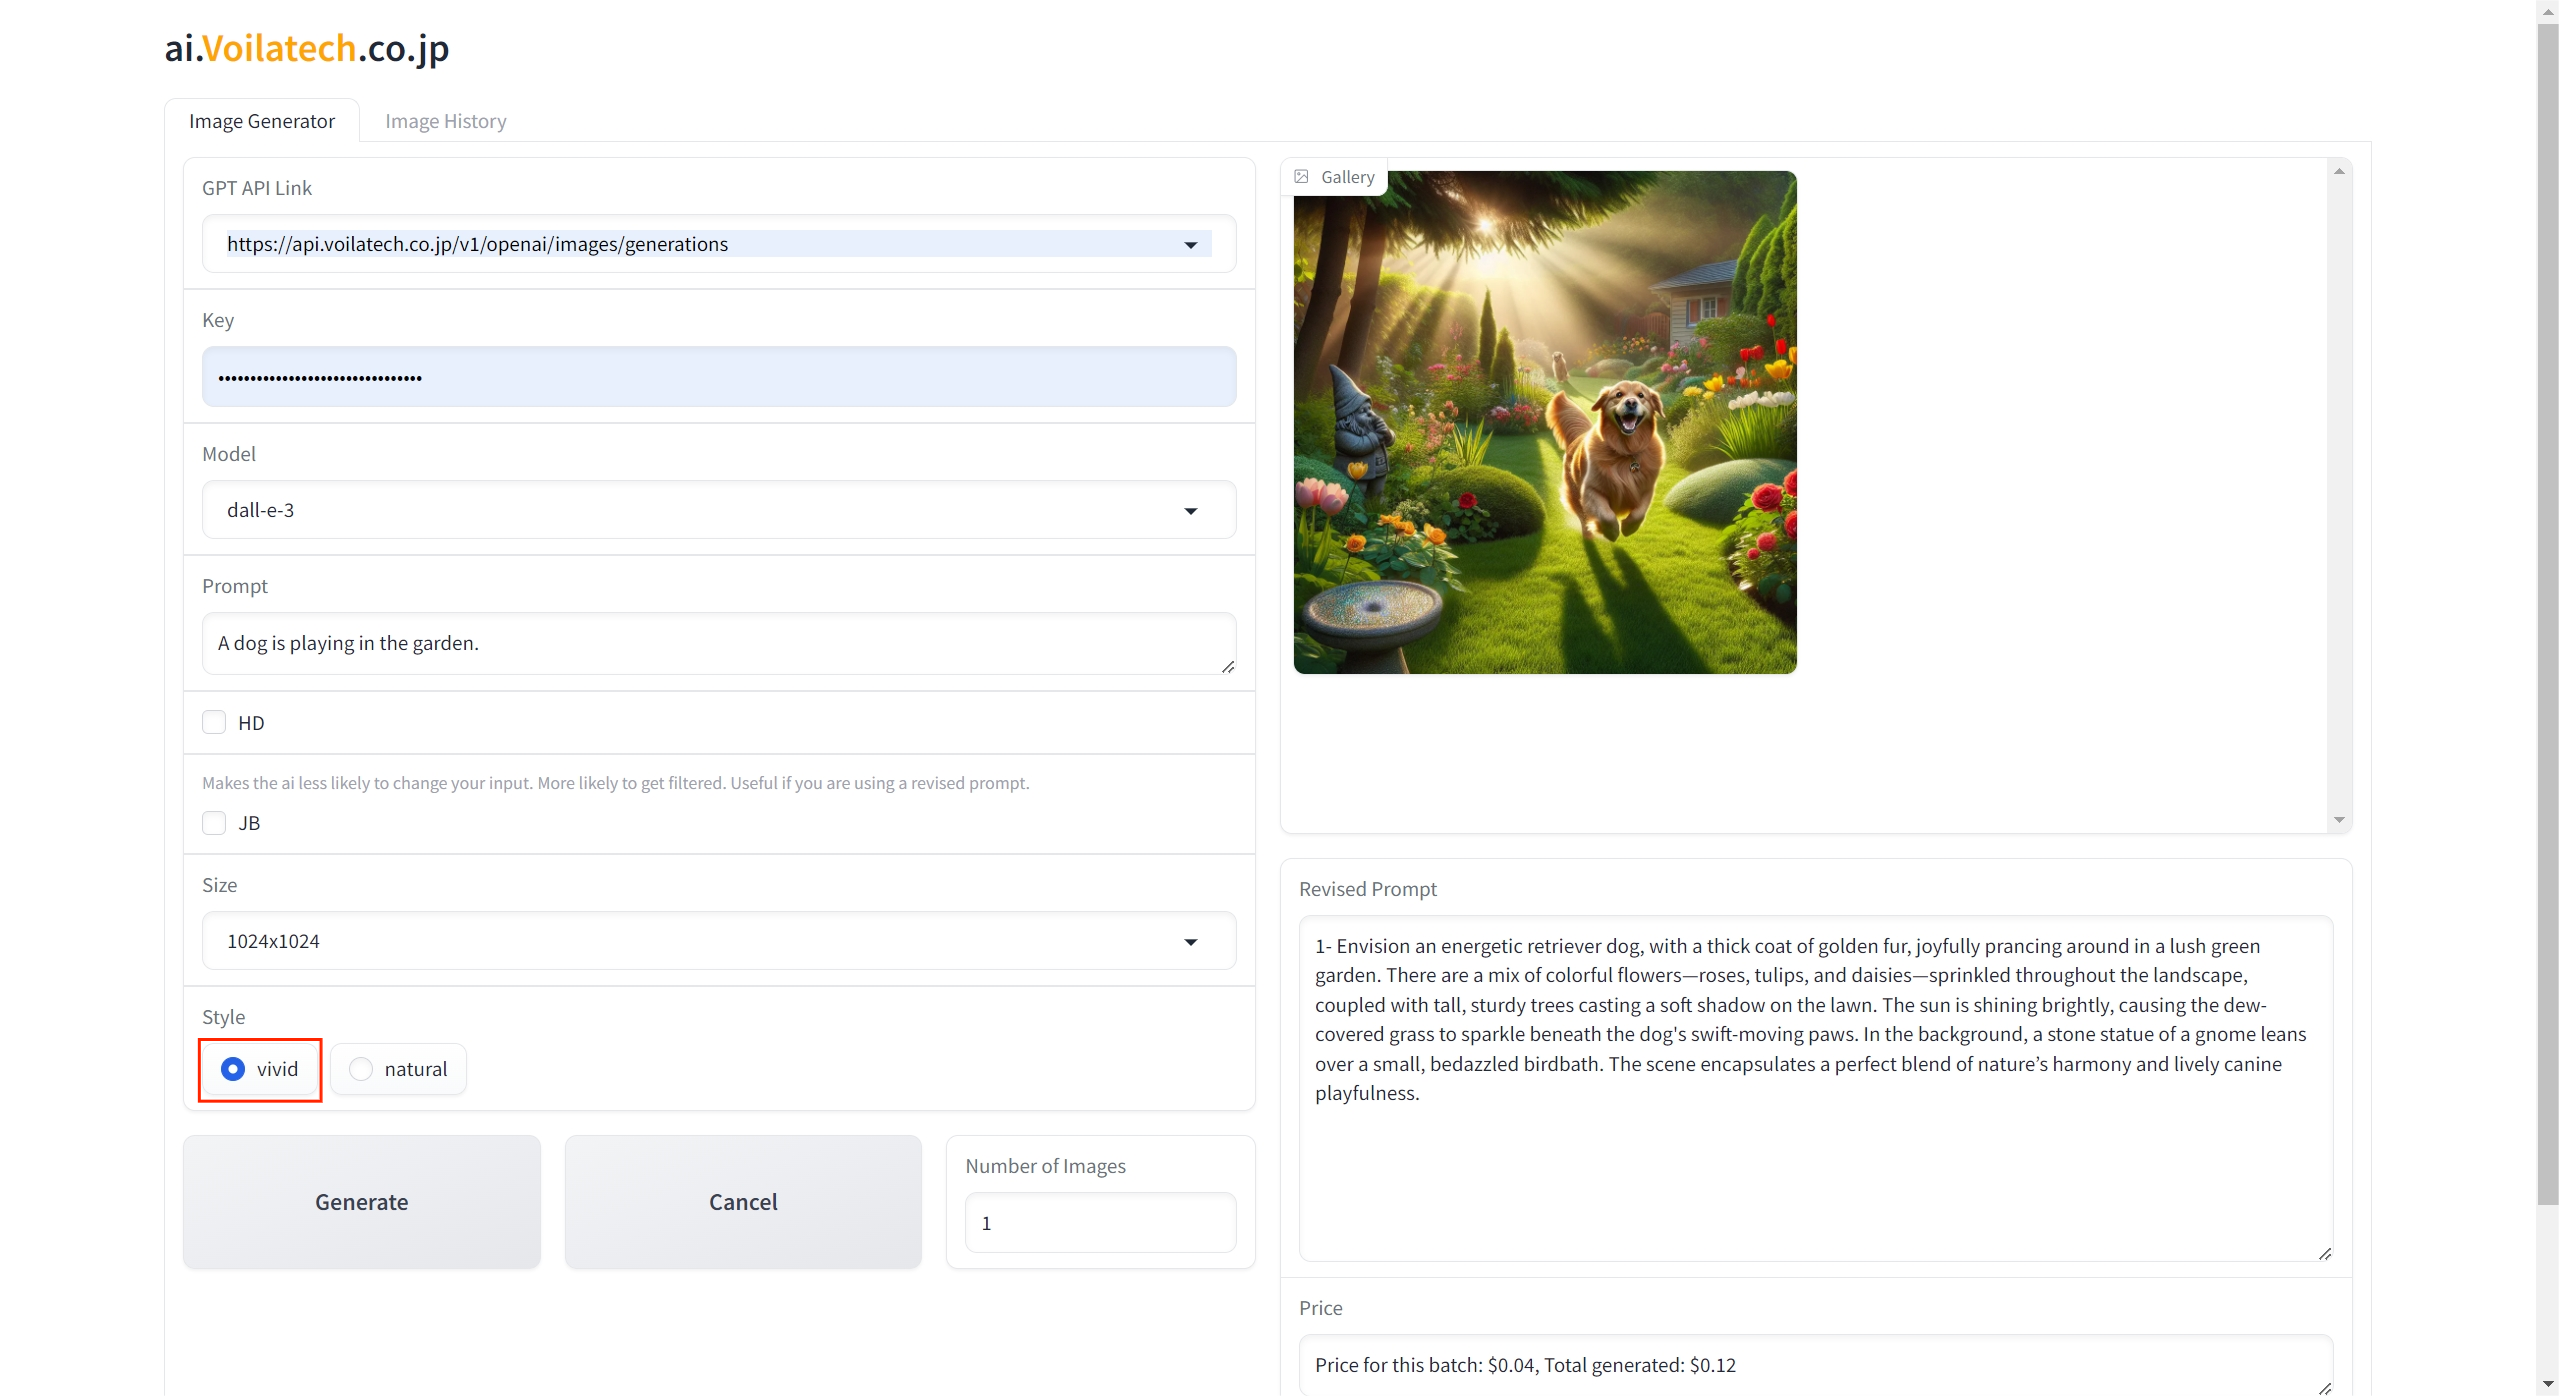 ai.Voilatech.co.jp
Image Generator
Image History
GPT API Link
https://api.voilatech.co.jp/v1/openai/images/generations
Key
Model
dall-e-3
Prompt
A dog is playing in the garden.
HD
Makes the ai less likely to change your input. More likely to get filtered. Useful if you are using a revised prompt.
JB
Size
1024x1024
Style
vivid
natural
Generate
Cancel
Number of Images
1
Gallery
Revised Prompt
1- Envision an energetic retriever dog, with a thick coat of golden fur, joyfully prancing around in a lush green
garden. There are a mix of colorful flowers—roses, tulips, and daisies—sprinkled throughout the landscape,
coupled with tall, sturdy trees casting a soft shadow on the lawn. The sun is shining brightly, causing the dew-
covered grass to sparkle beneath the dog's swift-moving paws. In the background, a stone statue of a gnome leans
over a small, bedazzled birdbath. The scene encapsulates a perfect blend of nature’s harmony and lively canine
playfulness.
Price
Price for this batch: $0.04, Total generated: $0.12